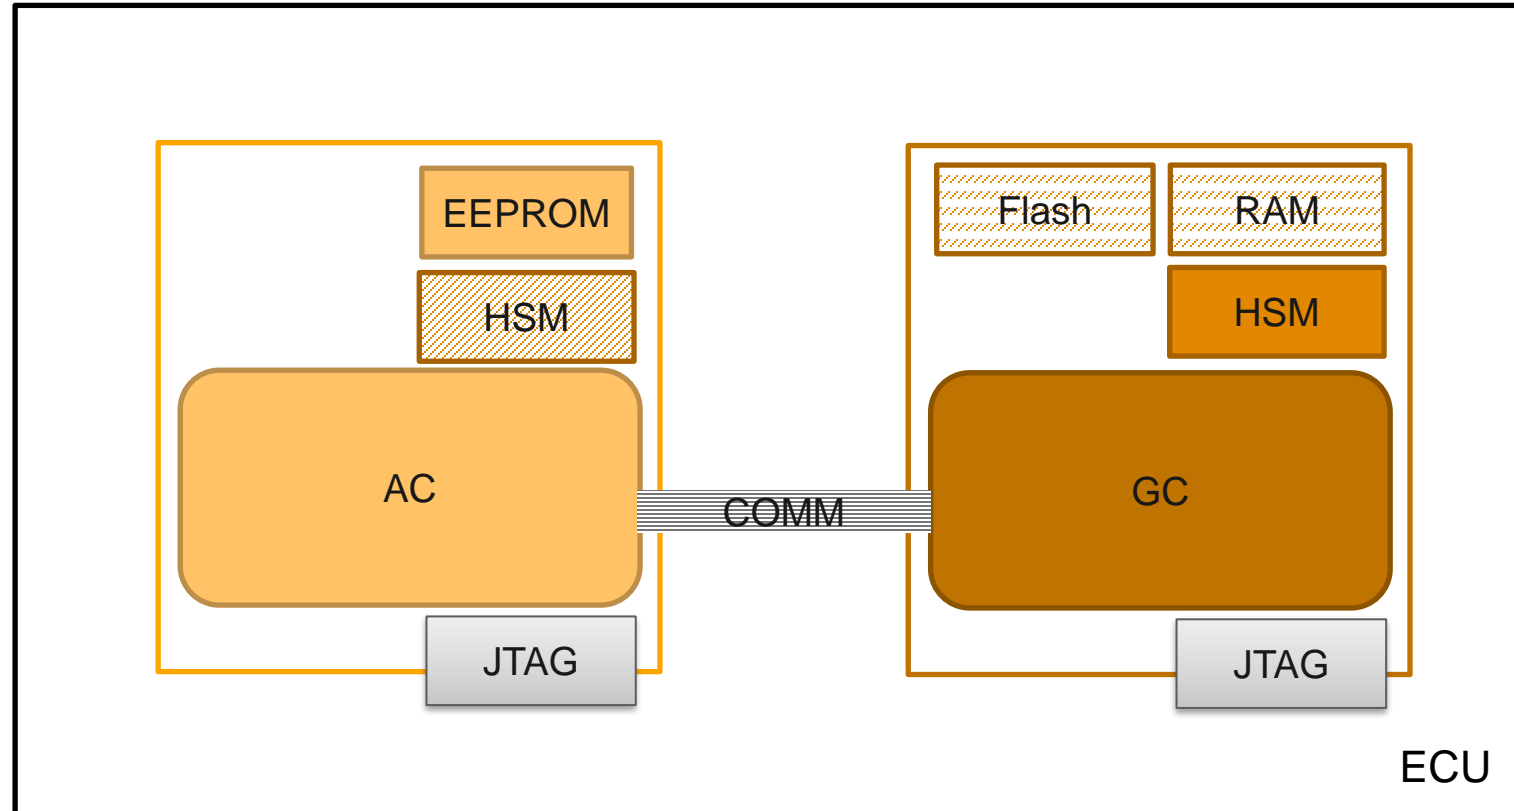 EEPROM
HSM
AC
JTAG
COMM
Flash
RAM
HSM
GC
JTAG
ECU